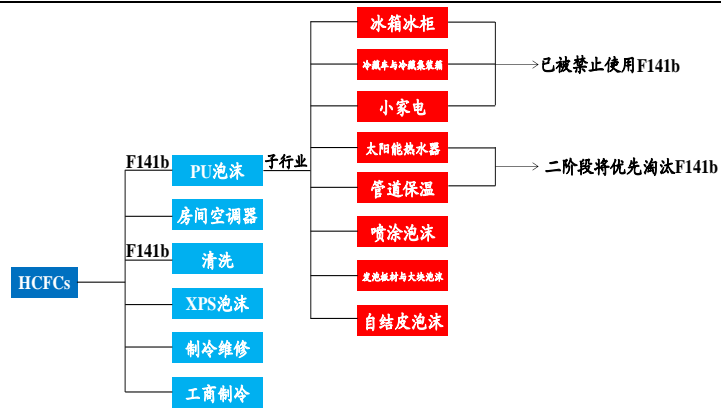 冰箱冰柜
冷藏车与冷藏集装箱
已被禁止使用F141b
小家电
太阳能热水器
F141b
PU泡沫
子行业
二阶段将优先淘汰F141b
管道保温
房间空调器
喷涂泡沫
F141b
清洗
HCFCs
发泡板材与大块泡沫
XPS泡沫
自结皮泡沫
制冷维修
工商制冷